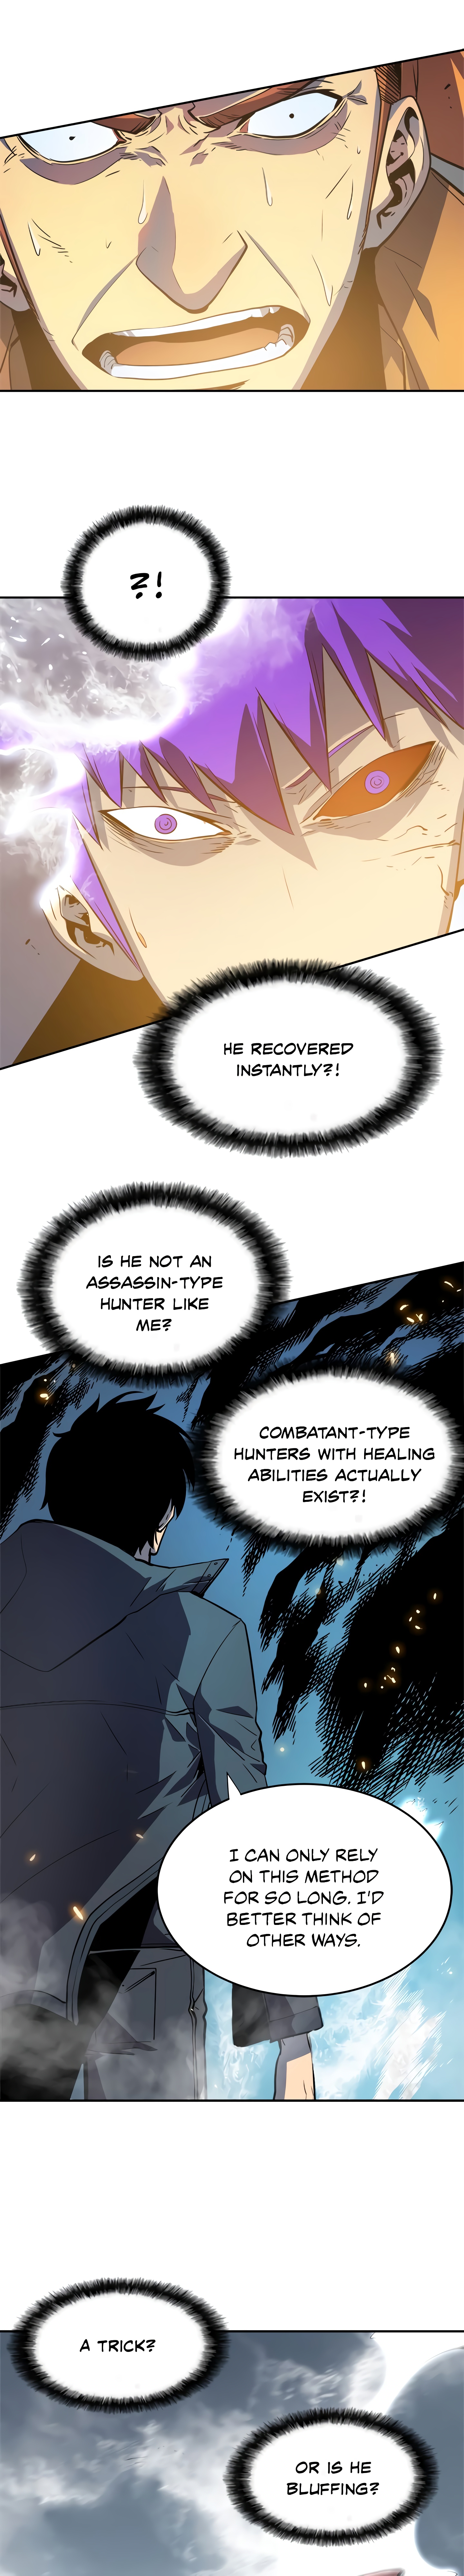 ?!
HE RECOVERED
INSTANTLY?!
IS HE NOT AN
ASSASSIN-TYPE
HUNTER LIKE
ME?
COMBATANT-TYPE
HUNTERS WITH HEALING
ABILITIES ACTUALLY
EXIST?!
I CAN ONLY RELY
ON THIS METHOD
FOR SO LONG. I'D
BETTER THINK OF
OTHER WAYS.
A TRICK?
OR IS HE
BLUFFING?